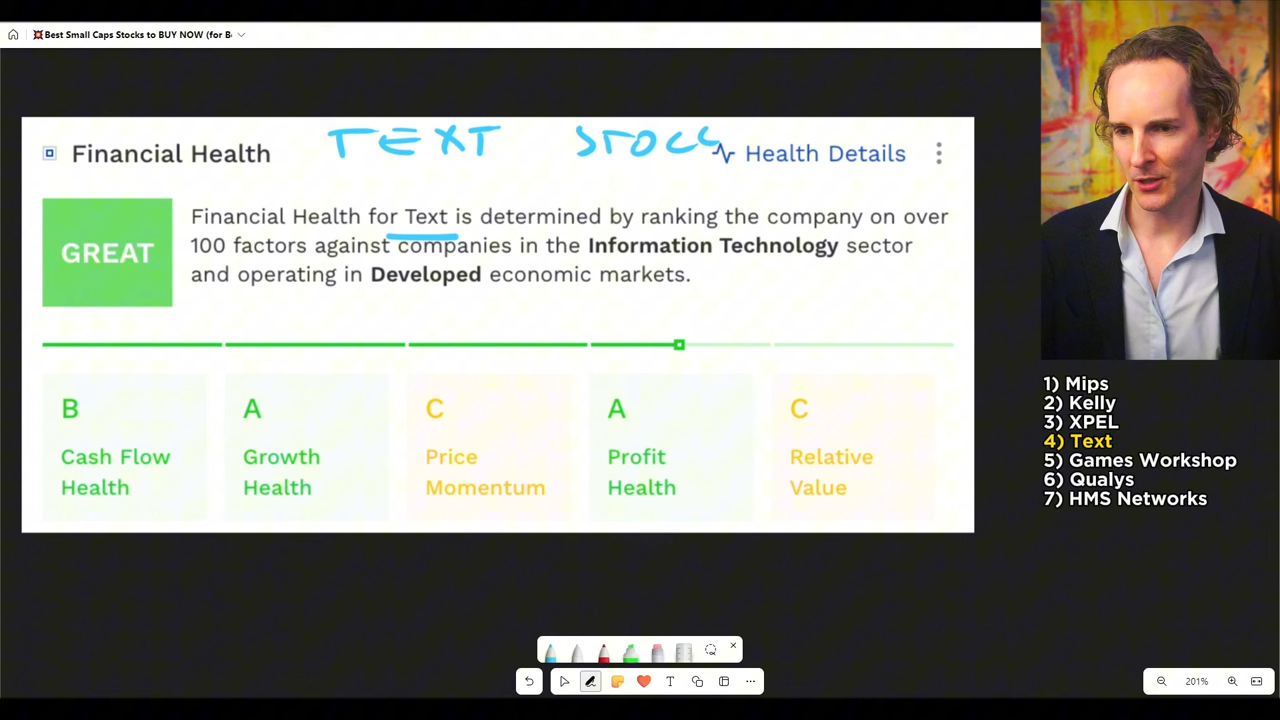 Best Small Caps Stocks to BUY NOW (for B
Financial Health
TEXT STOCK
Health Details
GREAT
Financial Health for Text is determined by ranking the company on over
100 factors against companies in the Information Technology sector
and operating in Developed economic markets.
B
Cash Flow
Health
A
Growth
Health
C
Price
Momentum
A
Profit
Health
C
Relative
Value
1) Mips
2) Kelly
3) XPEL
4) Text
5) Games Workshop
6) Qualys
7) HMS Networks
T
201%